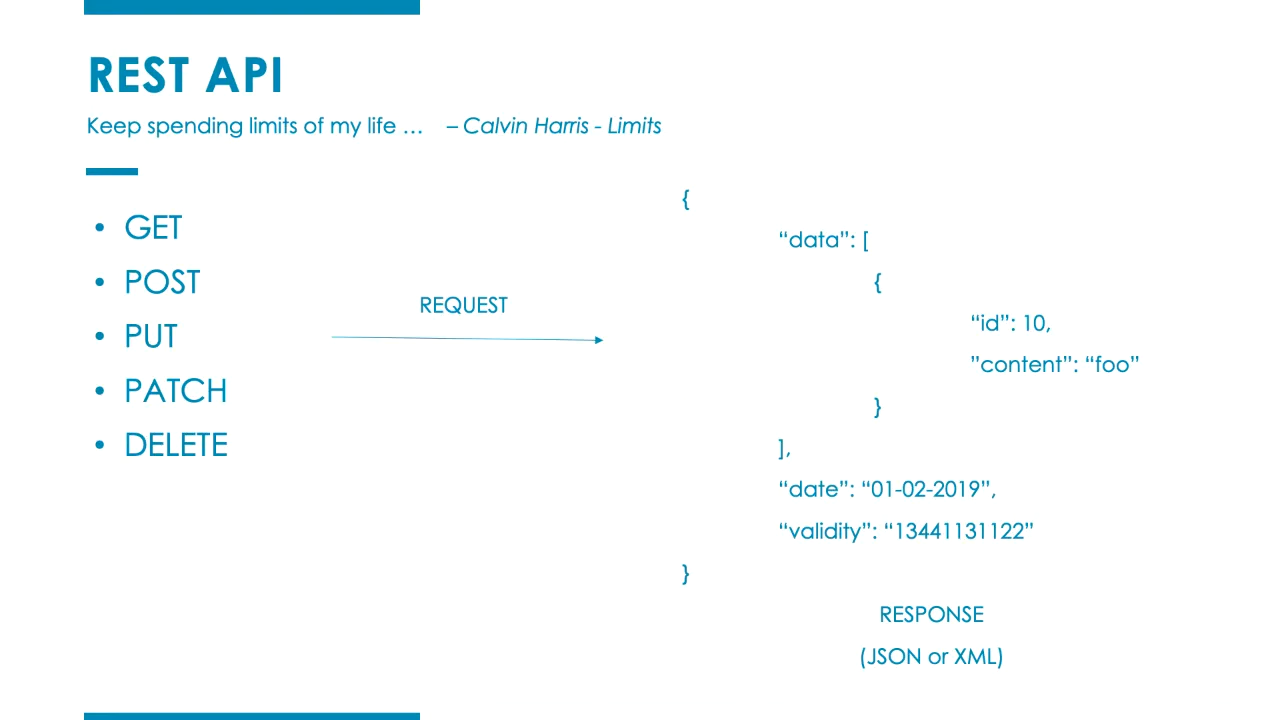 REST API
Keep spending limits of my life … – Calvin Harris - Limits
• GET
• POST
• PUT
• PATCH
• DELETE
REQUEST
{
“data”: [
{
“id”: 10,
”content”: “foo”
}
],
“date”: “01-02-2019”,
“validity”: “13441131122”
}
RESPONSE
(JSON or XML)